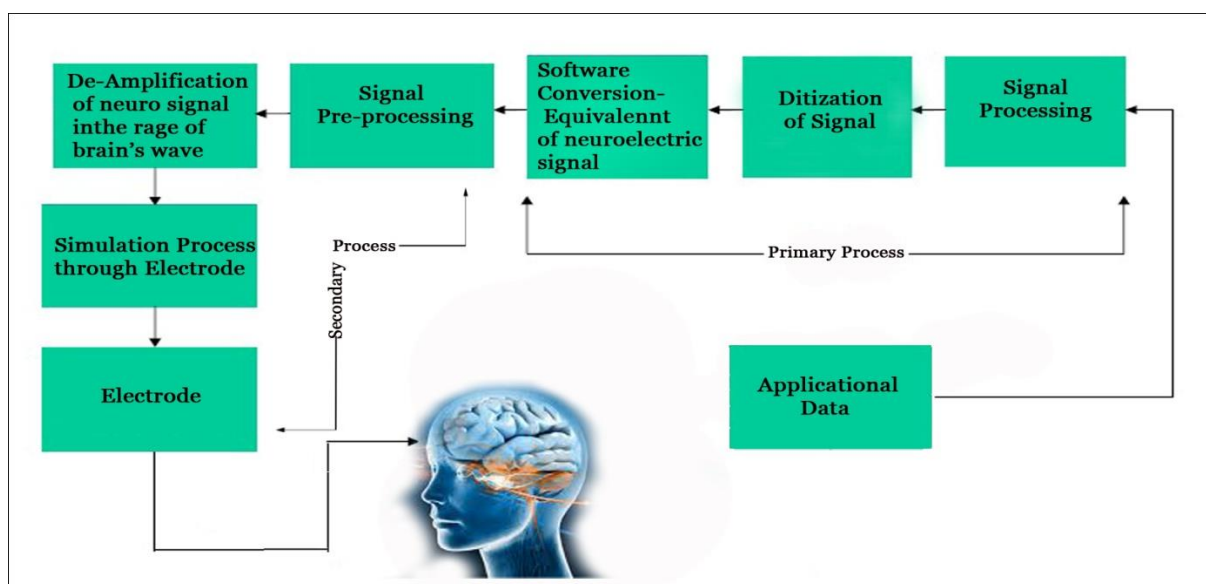 De-Amplification
of neuro signal
inthe rage of
brain's wave
Signal
Pre-processing
Software
Conversion-
Equivalennt
of neuroelectric
signal
Ditization
of Signal
Signal
Processing
Simulation Process
through Electrode
Process
Secondary
Primary Process
Electrode
Applicational
Data